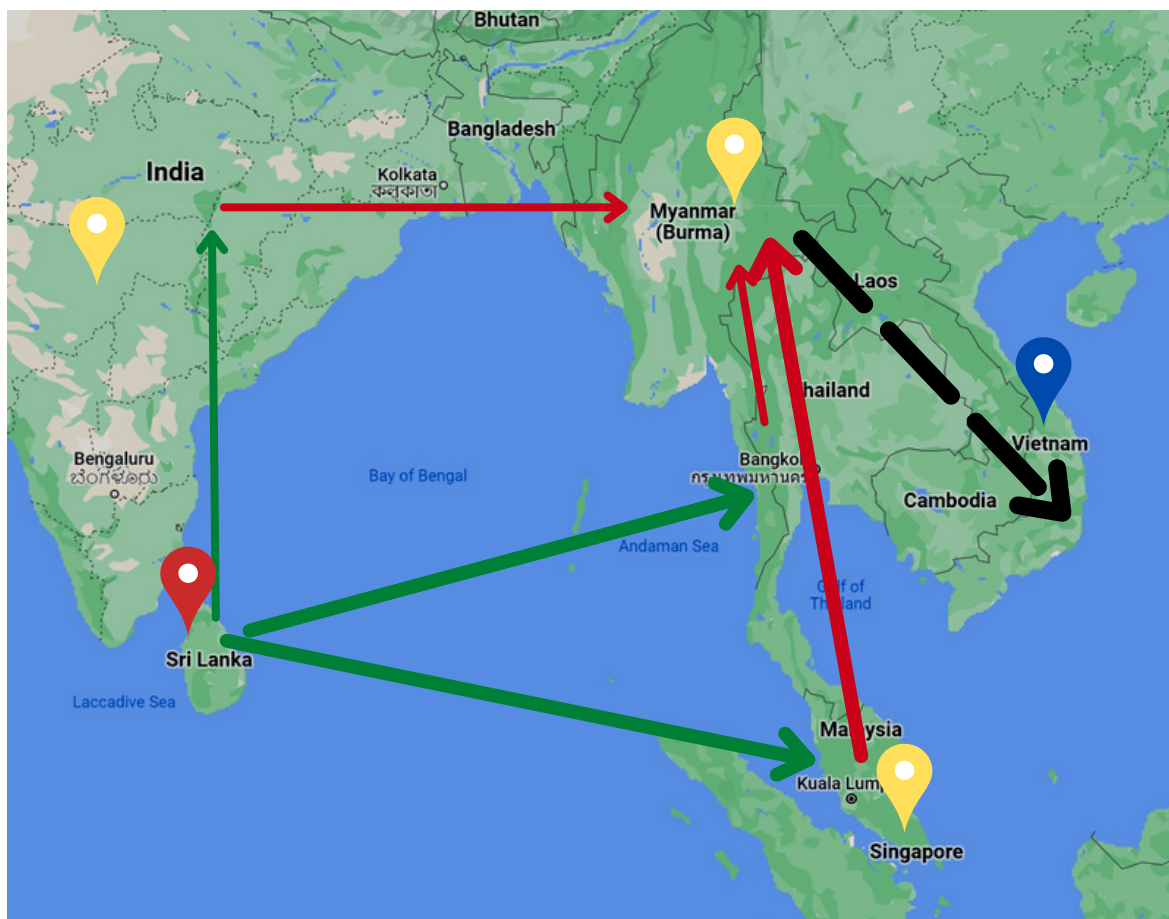 Bhutan
Bangladesh
India
Kolkata
কলকাতা
Myanmar
(Burma)
Laos
hailand
Vietnam
Bengaluru
ಬೆಂಗಳೂರು
Bay of Bengal
Bangkok
กรุงเทพมหานคร
Cambodia
Andaman Sea
Gulf of
Thailand
Sri Lanka
Laccadive Sea
Malaysia
Kuala Lump
Singapore